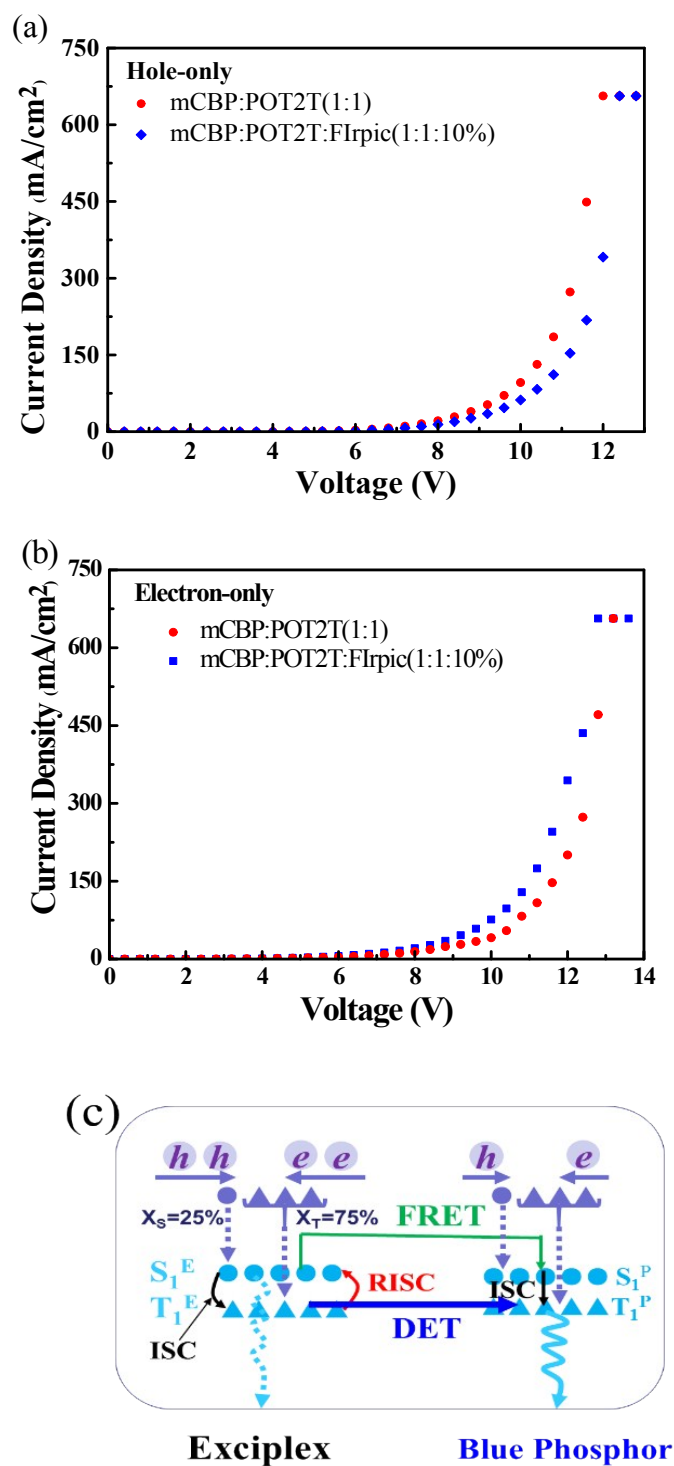 (a)
750
600
450
300
150
0
Current Density (mA/cm²)
Hole-only
mCBP:POT2T(1:1)
mCBP:POT2T:FIrpic(1:1:10%)
0 2 4 6 8 10 12
Voltage (V)
(b)
750
600
450
300
150
0
Current Density (mA/cm²)
Electron-only
mCBP:POT2T(1:1)
mCBP:POT2T:FIrpic(1:1:10%)
0 2 4 6 8 10 12 14
Voltage (V)
(c)
h h e e h e
X_S=25% X_T=75% FRET
S₁ᴱ RISC ISC S₁ᴾ
T₁ᴱ DET T₁ᴾ
ISC
Exciplex Blue Phosphor